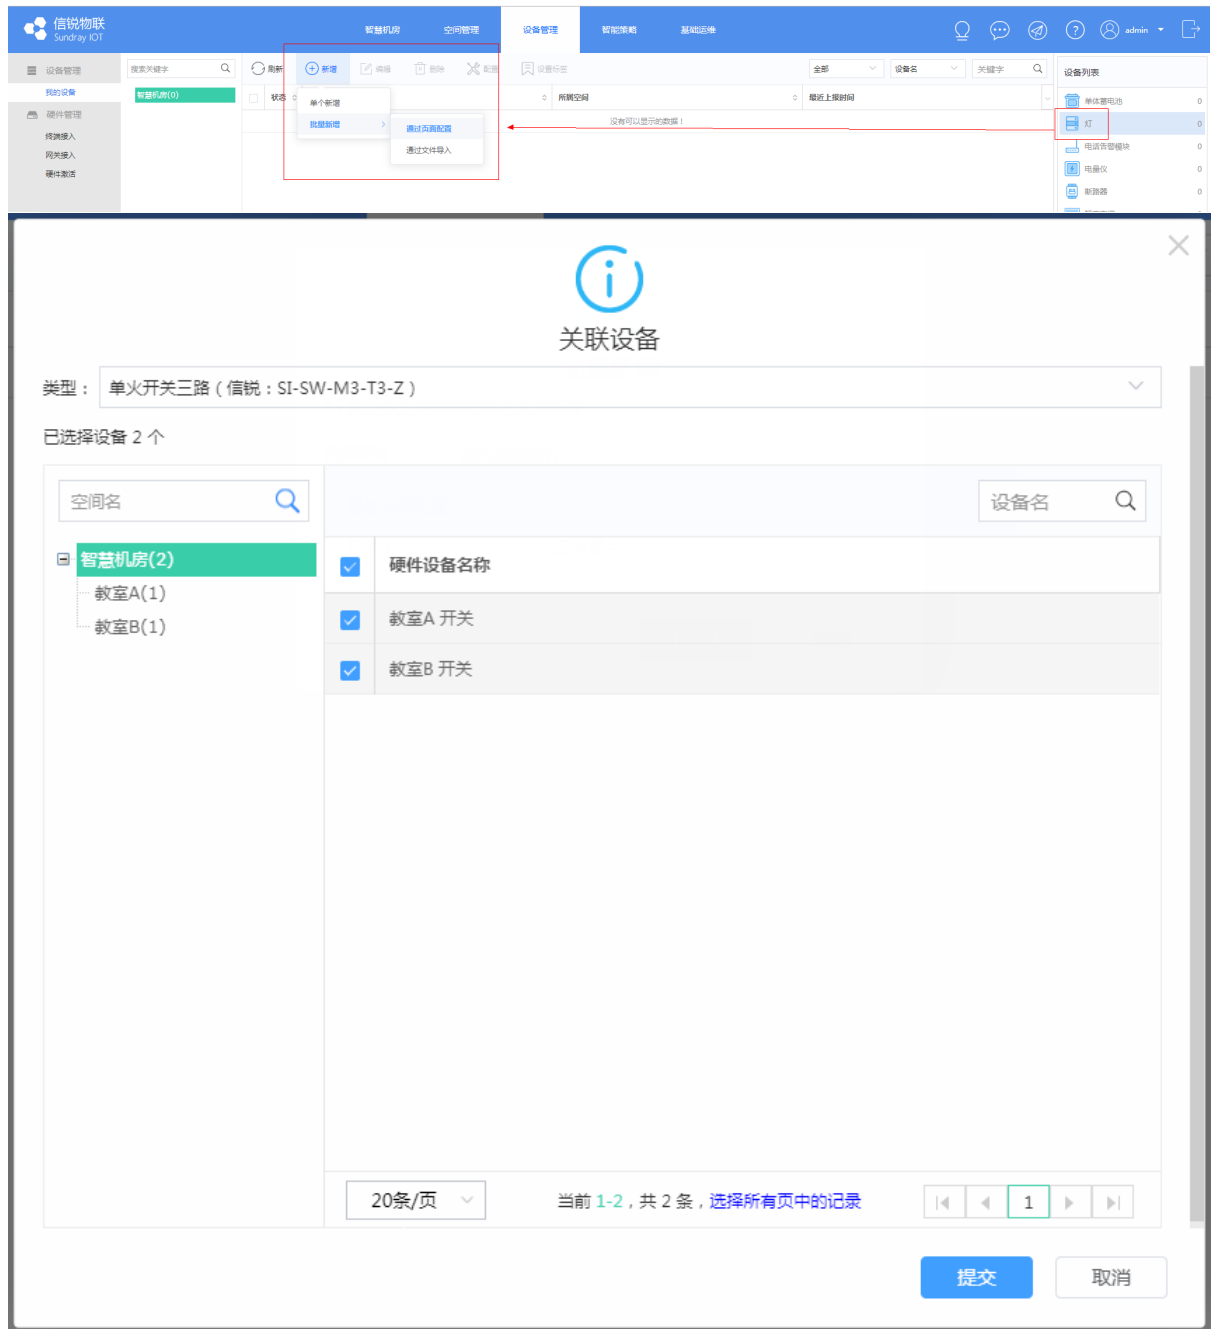 信锐物联
Sundray IOT
智慧机房
空间管理
设备管理
智能策略
基础运维
admin
设备管理
我的设备
硬件管理
终端接入
网关接入
硬件激活
搜索关键字
智慧机房(0)
刷新
新增
编辑
删除
配置
设置标签
全部
设备名
关键字
状态
所属空间
最近上报时间
没有可以显示的数据！
单个新增
批量新增
通过页面配置
通过文件导入
设备列表
单体蓄电池 0
灯 0
电话告警模块 0
电量仪 0
断路器 0
关联设备
类型： 单火开关三路（信锐：SI-SW-M3-T3-Z）
已选择设备 2 个
空间名
设备名
智慧机房(2)
教室A(1)
教室B(1)
硬件设备名称
教室A 开关
教室B 开关
20条/页
当前 1-2，共 2 条，选择所有页中的记录
1
提交
取消